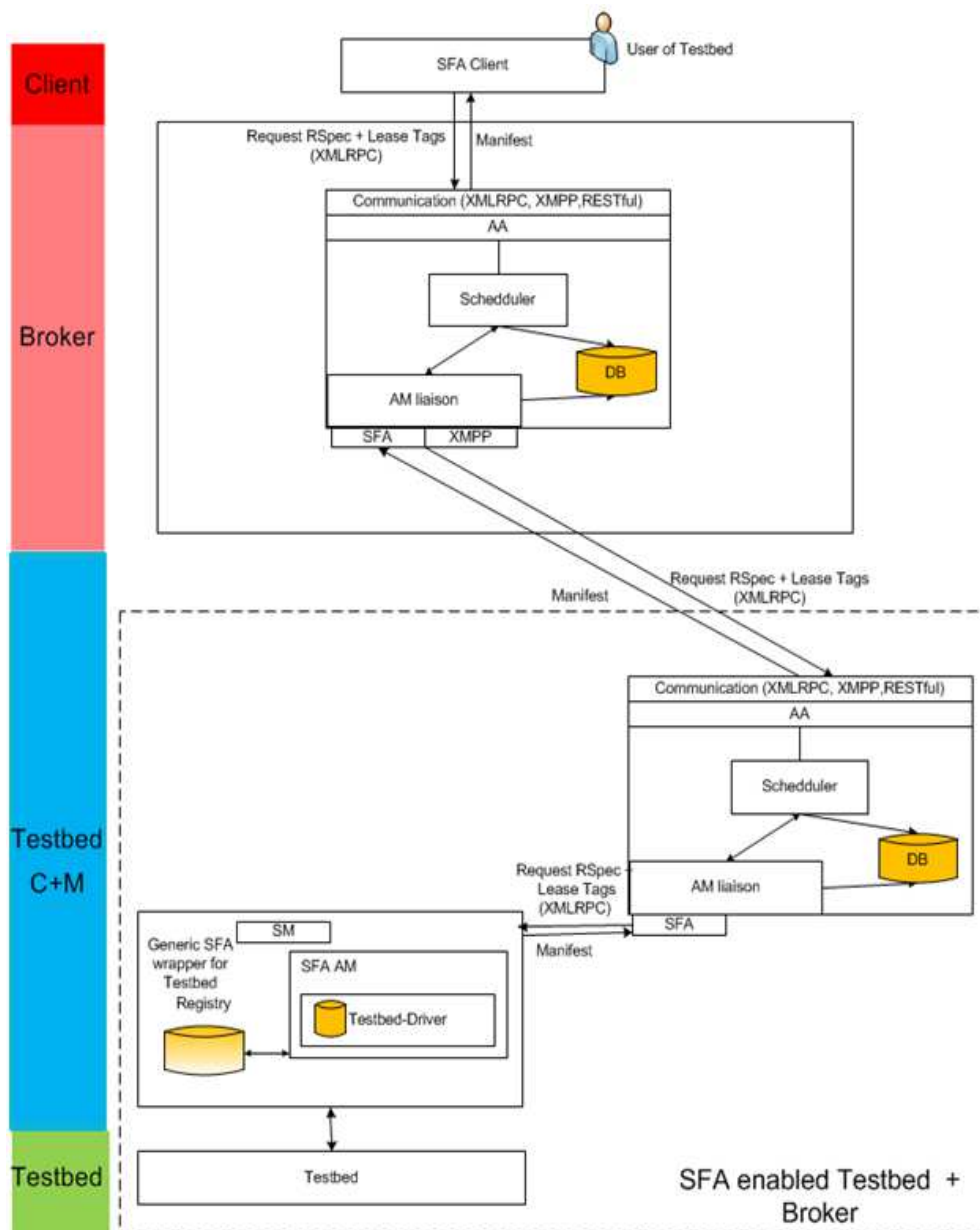 User of Testbed
SFA Client
Client
Request RSpec + Lease Tags
(XMLRPC)
Manifest
Communication (XMLRPC, XMPP,RESTful)
AA
Schedduler
Broker
DB
AM liaison
SFA
XMPP
Request RSpec + Lease Tags
(XMLRPC)
Manifest
Communication (XMLRPC, XMPP,RESTful)
AA
Schedduler
Testbed
C+M
DB
Request RSpec +
Lease Tags
(XMLRPC)
AM liaison
SFA
Manifest
SM
Generic SFA
wrapper for
Testbed
Registry
SFA AM
Testbed-Driver
Testbed
Testbed
SFA enabled Testbed +
Broker